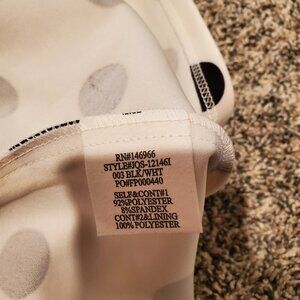 RN#146966
STYLE#JQS-12146I
003 BLK/WHT
PO#FP000440
SELF&CONT#1
92%POLYESTER
8%SPANDEX
CONT#2&LINING
100%POLYESTER